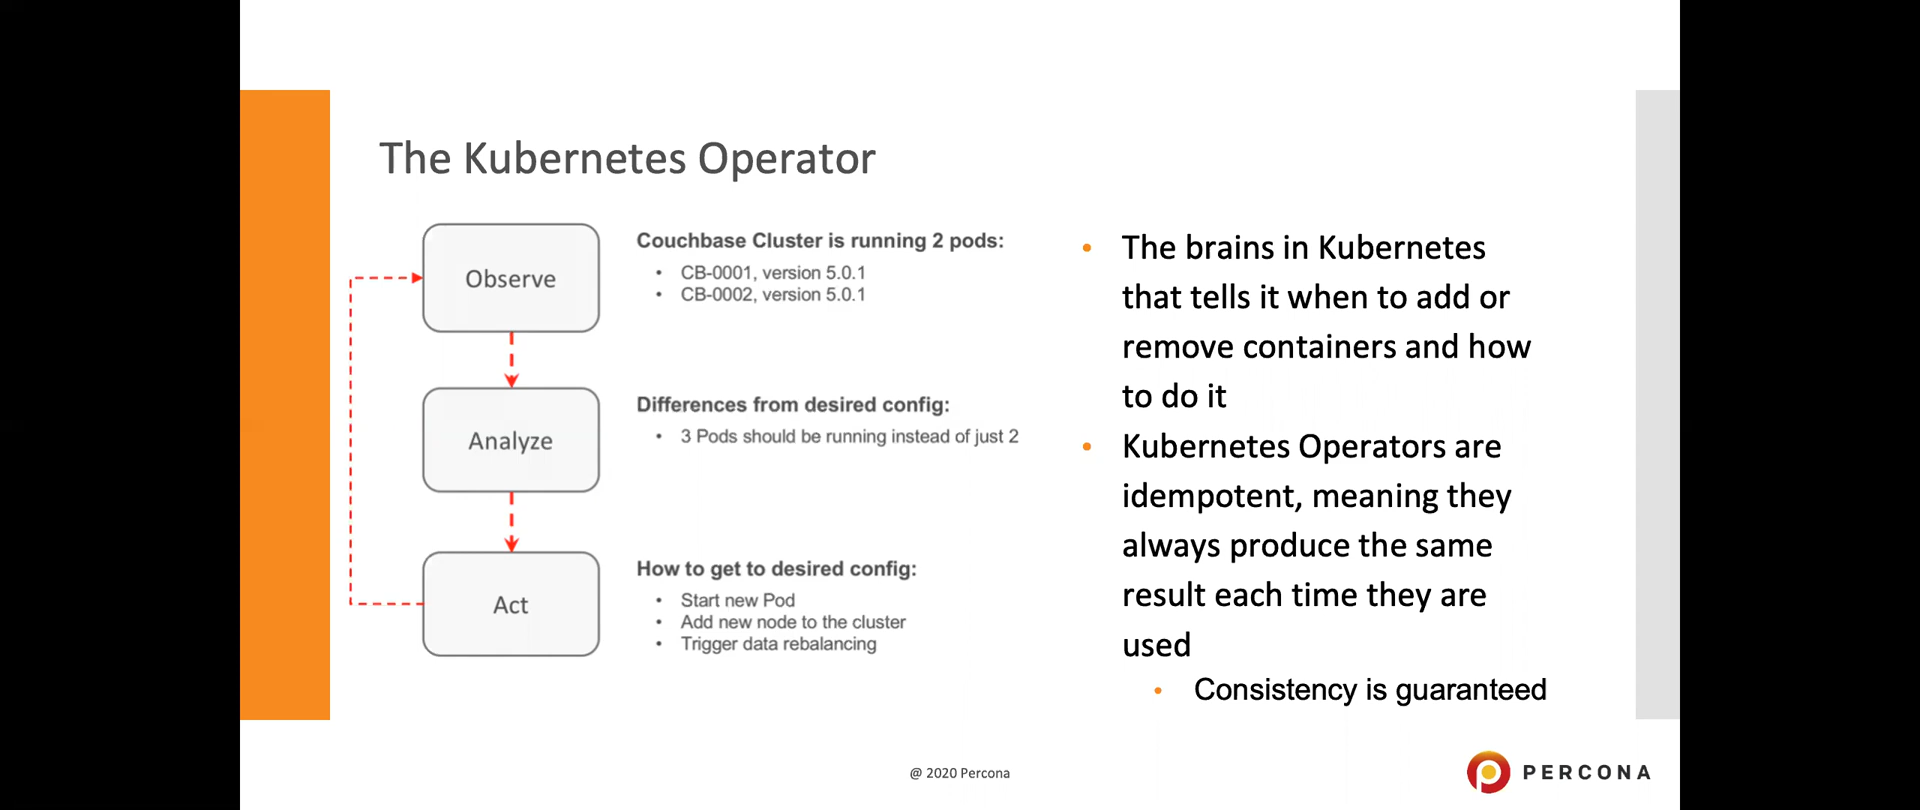 The Kubernetes Operator
Observe
Couchbase Cluster is running 2 pods:
• CB-0001, version 5.0.1
• CB-0002, version 5.0.1
Analyze
Differences from desired config:
• 3 Pods should be running instead of just 2
Act
How to get to desired config:
• Start new Pod
• Add new node to the cluster
• Trigger data rebalancing
• The brains in Kubernetes
that tells it when to add or
remove containers and how
to do it
• Kubernetes Operators are
idempotent, meaning they
always produce the same
result each time they are
used
• Consistency is guaranteed
@ 2020 Percona
PERCONA